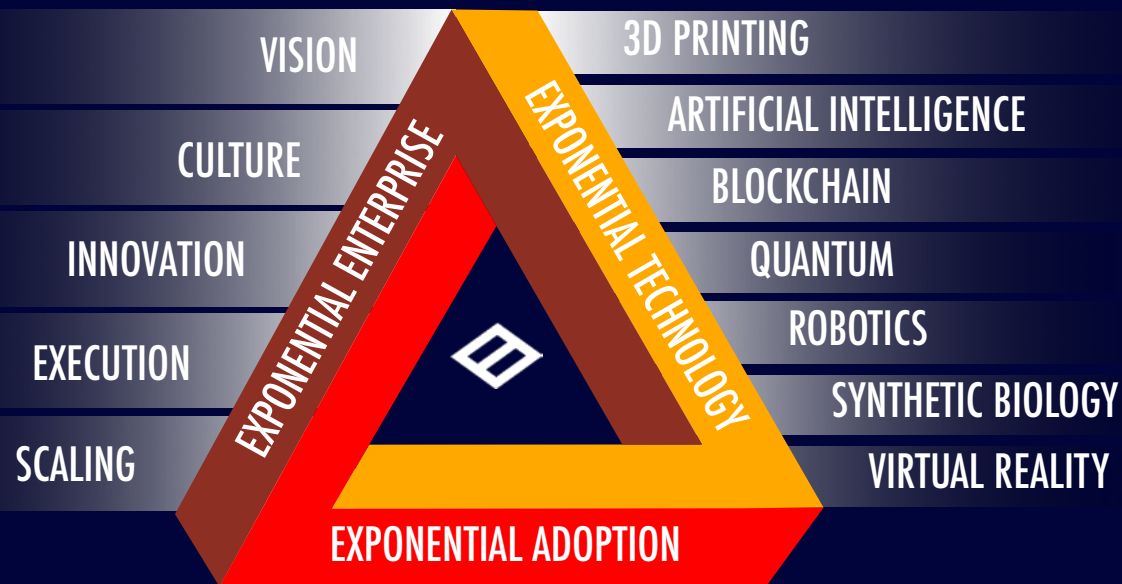 VISION
CULTURE
INNOVATION
EXECUTION
SCALING
EXPONENTIAL ENTERPRISE
EXPONENTIAL TECHNOLOGY
EXPONENTIAL ADOPTION
3D PRINTING
ARTIFICIAL INTELLIGENCE
BLOCKCHAIN
QUANTUM
ROBOTICS
SYNTHETIC BIOLOGY
VIRTUAL REALITY